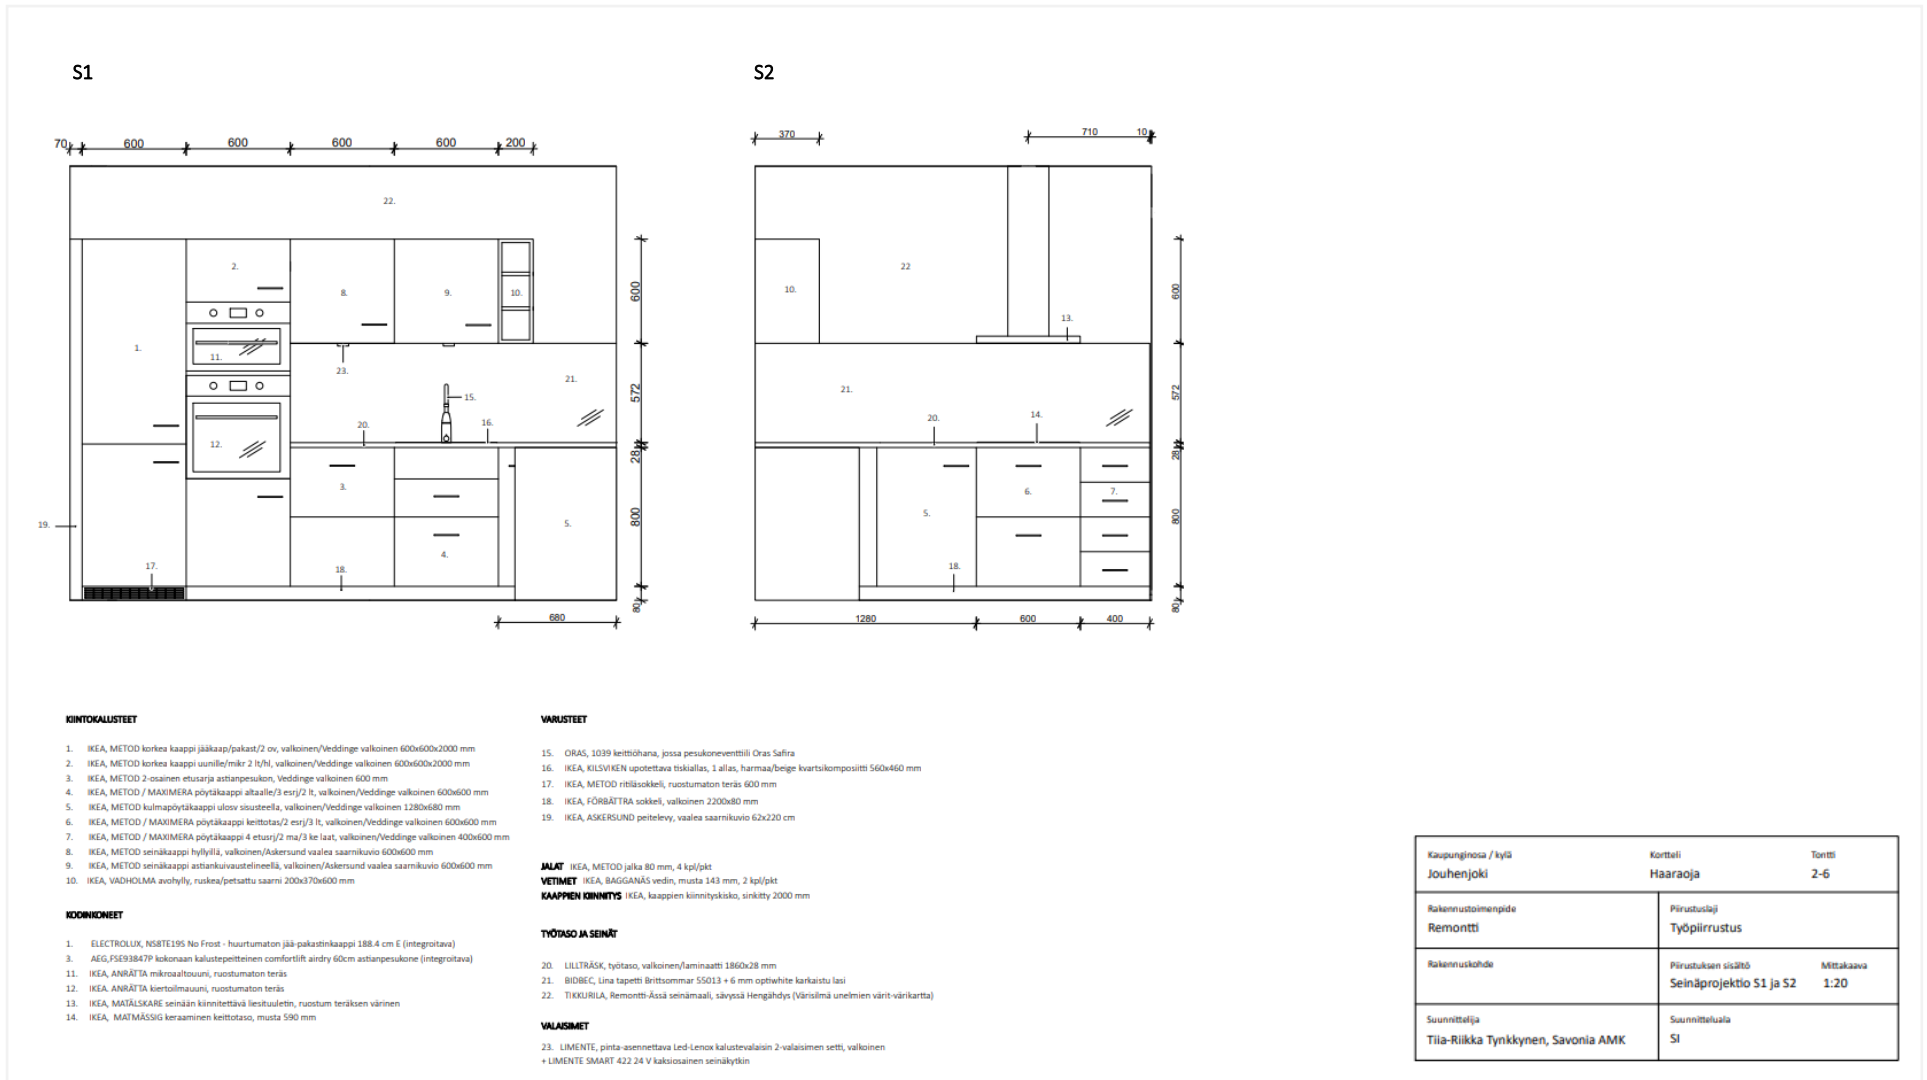 S1
S2
70 600 600 600 600 200
370 710 10
22.
2.
8.
9.
10.
600
1.
11.
23.
21.
572
15.
20.
16.
12.
28
3.
4.
5.
800
19.
17.
18.
80
680
10.
22
13.
600
21.
20.
14.
572
28
5.
6.
7.
800
18.
80
1280 600 400
KIINTOKALUSTEET
1. IKEA, METOD korkea kaappi jääkaap/pakast/2 ov, valkoinen/Veddinge valkoinen 600x600x2000 mm
2. IKEA, METOD korkea kaappi uunille/mikr 2 lt/hl, valkoinen/Veddinge valkoinen 600x600x2000 mm
3. IKEA, METOD 2-osainen etusarja astianpesukon, Veddinge valkoinen 600 mm
4. IKEA, METOD / MAXIMERA pöytäkaappi altaalle/3 esrj/2 lt, valkoinen/Veddinge valkoinen 600x600 mm
5. IKEA, METOD kulmapöytäkaappi ulosv sisusteella, valkoinen/Veddinge valkoinen 1280x680 mm
6. IKEA, METOD / MAXIMERA pöytäkaappi keittotas/2 esrj/3 lt, valkoinen/Veddinge valkoinen 600x600 mm
7. IKEA, METOD / MAXIMERA pöytäkaappi 4 etusrj/2 ma/3 ke laat, valkoinen/Veddinge valkoinen 400x600 mm
8. IKEA, METOD seinäkaappi hyllyillä, valkoinen/Askersund vaalea saarnikuvio 600x600 mm
9. IKEA, METOD seinäkaappi astiankuivaustelineellä, valkoinen/Askersund vaalea saarnikuvio 600x600 mm
10. IKEA, VADHOLMA avohylly, ruskea/petsattu saarni 200x370x600 mm
KODINKONEET
1. ELECTROLUX, NS8TE19S No Frost - huurtumaton jää-pakastinkaappi 188.4 cm E (integroitava)
3. AEG,FSE93847P kokonaan kalustepeitteinen comfortlift airdry 60cm astianpesukone (integroitava)
11. IKEA, ANRÄTTA mikroaaltouuni, ruostumaton teräs
12. IKEA. ANRÄTTA kiertoilmauuni, ruostumaton teräs
13. IKEA, MATÄLSKARE seinään kiinnitettävä liesituuletin, ruostum teräksen värinen
14. IKEA, MATMÄSSIG keraaminen keittotaso, musta 590 mm
VARUSTEET
15. ORAS, 1039 keittiöhana, jossa pesukoneventtiili Oras Safira
16. IKEA, KILSVIKEN upotettava tiskiallas, 1 allas, harmaa/beige kvartsikomposiitti 560x460 mm
17. IKEA, METOD ritiläsokkeli, ruostumaton teräs 600 mm
18. IKEA, FÖRBÄTTRA sokkeli, valkoinen 2200x80 mm
19. IKEA, ASKERSUND peitelevy, vaalea saarnikuvio 62x220 cm
JALAT IKEA, METOD jalka 80 mm, 4 kpl/pkt
VETIMET IKEA, BAGGANÄS vedin, musta 143 mm, 2 kpl/pkt
KAAPPIEN KIINNITYS IKEA, kaappien kiinnityskisko, sinkitty 2000 mm
TYÖTASO JA SEINÄT
20. LILLTRÄSK, työtaso, valkoinen/laminaatti 1860x28 mm
21. BIDBEC, Lina tapetti Brittsommar 55013 + 6 mm optiwhite karkaistu lasi
22. TIKKURILA, Remontti-Ässä seinämaali, sävyssä Hengähdys (Värisilmä unelmien värit-värikartta)
VALAISIMET
23. LIMENTE, pinta-asennettava Led-Lenox kalustevalaisin 2-valaisimen setti, valkoinen
+ LIMENTE SMART 422 24 V kaksiosainen seinäkytkin
Kaupunginosa / kylä Kortteli Tontti
Jouhenjoki Haaraoja 2-6
Rakennustoimenpide Piirustuslaji
Remontti Työpiirrustus
Rakennuskohde Piirustuksen sisältö Mittakaava
Seinäprojektio S1 ja S2 1:20
Suunnittelija Suunnitteluala
Tiia-Riikka Tynkkynen, Savonia AMK SI